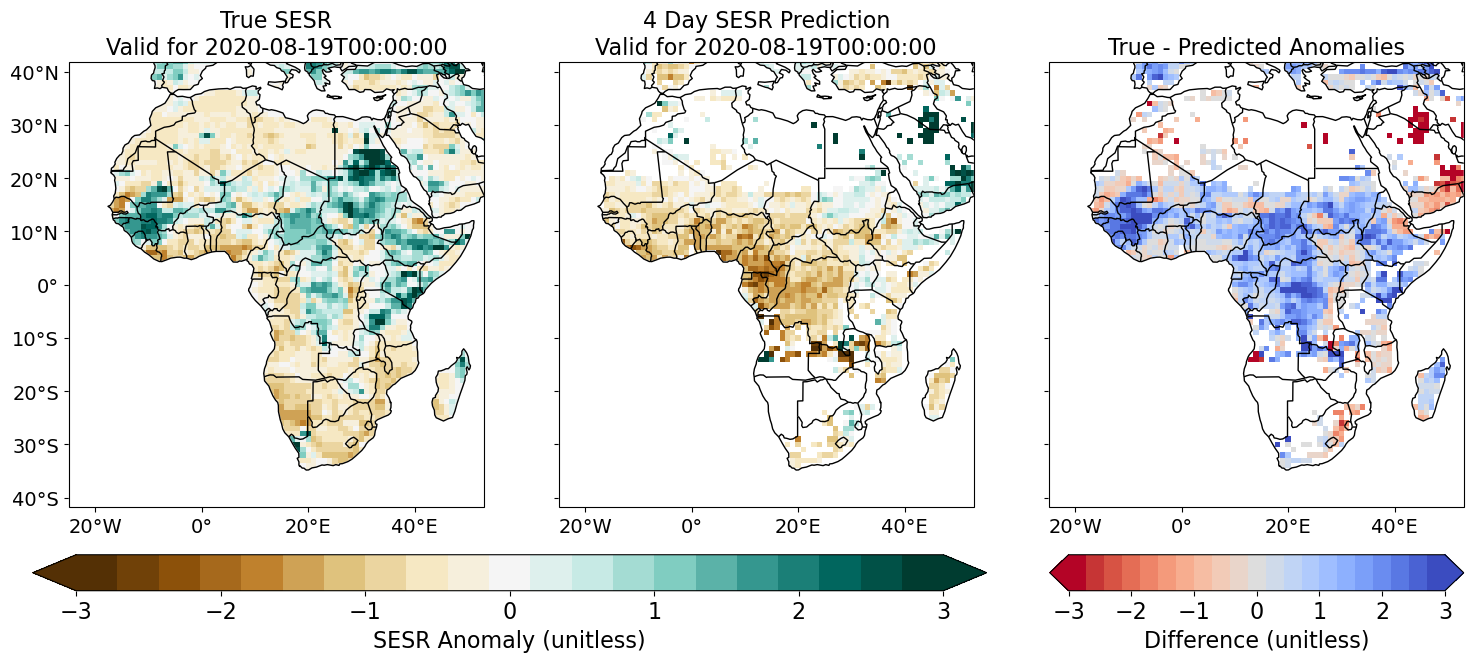 True SESR
Valid for 2020-08-19T00:00:00
4 Day SESR Prediction
Valid for 2020-08-19T00:00:00
True - Predicted Anomalies
40°N
30°N
20°N
10°N
0°
10°S
20°S
30°S
40°S
20°W 0° 20°E 40°E
20°W 0° 20°E 40°E
20°W 0° 20°E 40°E
−3 −2 −1 0 1 2 3
SESR Anomaly (unitless)
−3 −2 −1 0 1 2 3
Difference (unitless)